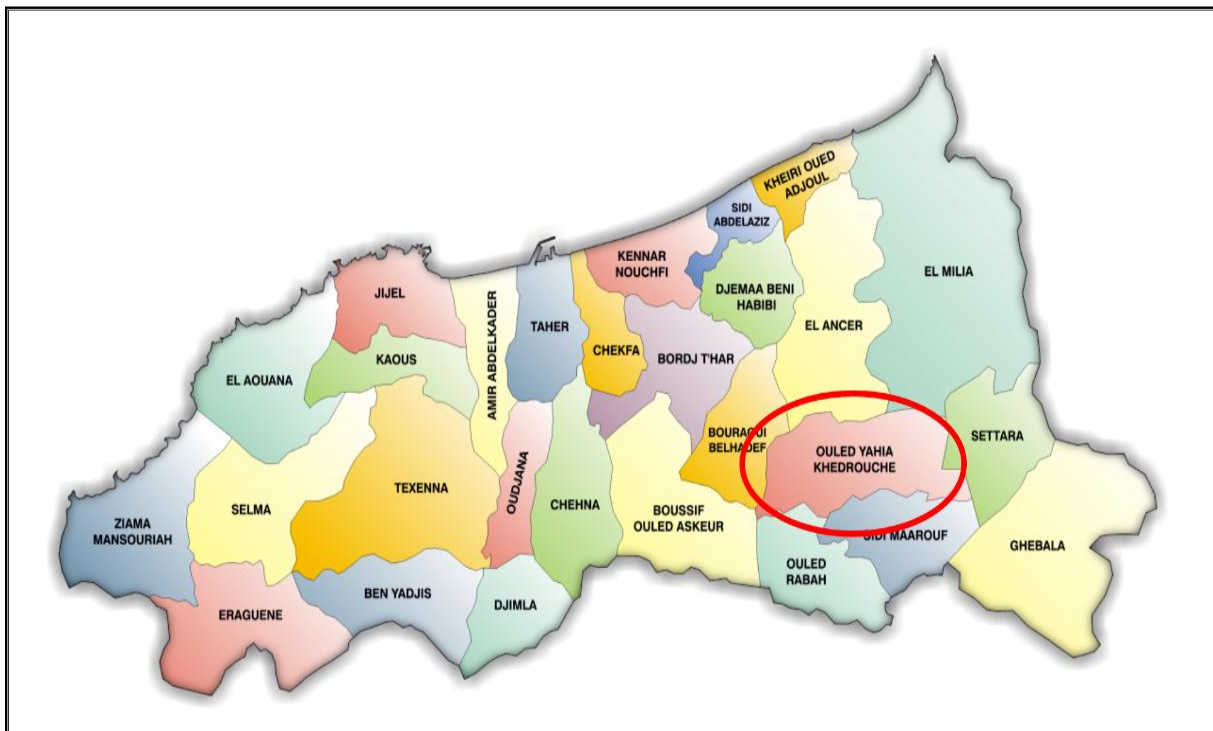 KHEIRI OUED
ADJOUL
SIDI
ABDELAZIZ
KENNAR
NOUCHFI
DJEMAA BENI
HABIBI
EL MILIA
JIJEL
AMIR ABDELKADER
TAHER
CHEKFA
BORDJ T'HAR
EL ANCER
KAOUS
EL AOUANA
BOURAOUI
BELHADEF
OULED YAHIA
KHEDROUCHE
SETTARA
TEXENNA
OUDJANA
CHEHNA
SELMA
BOUSSIF
OULED ASKEUR
ZIAMA
MANSOURIAH
SIDI MAAROUF
GHEBALA
OULED
RABAH
BEN YADJIS
DJIMLA
ERAGUENE